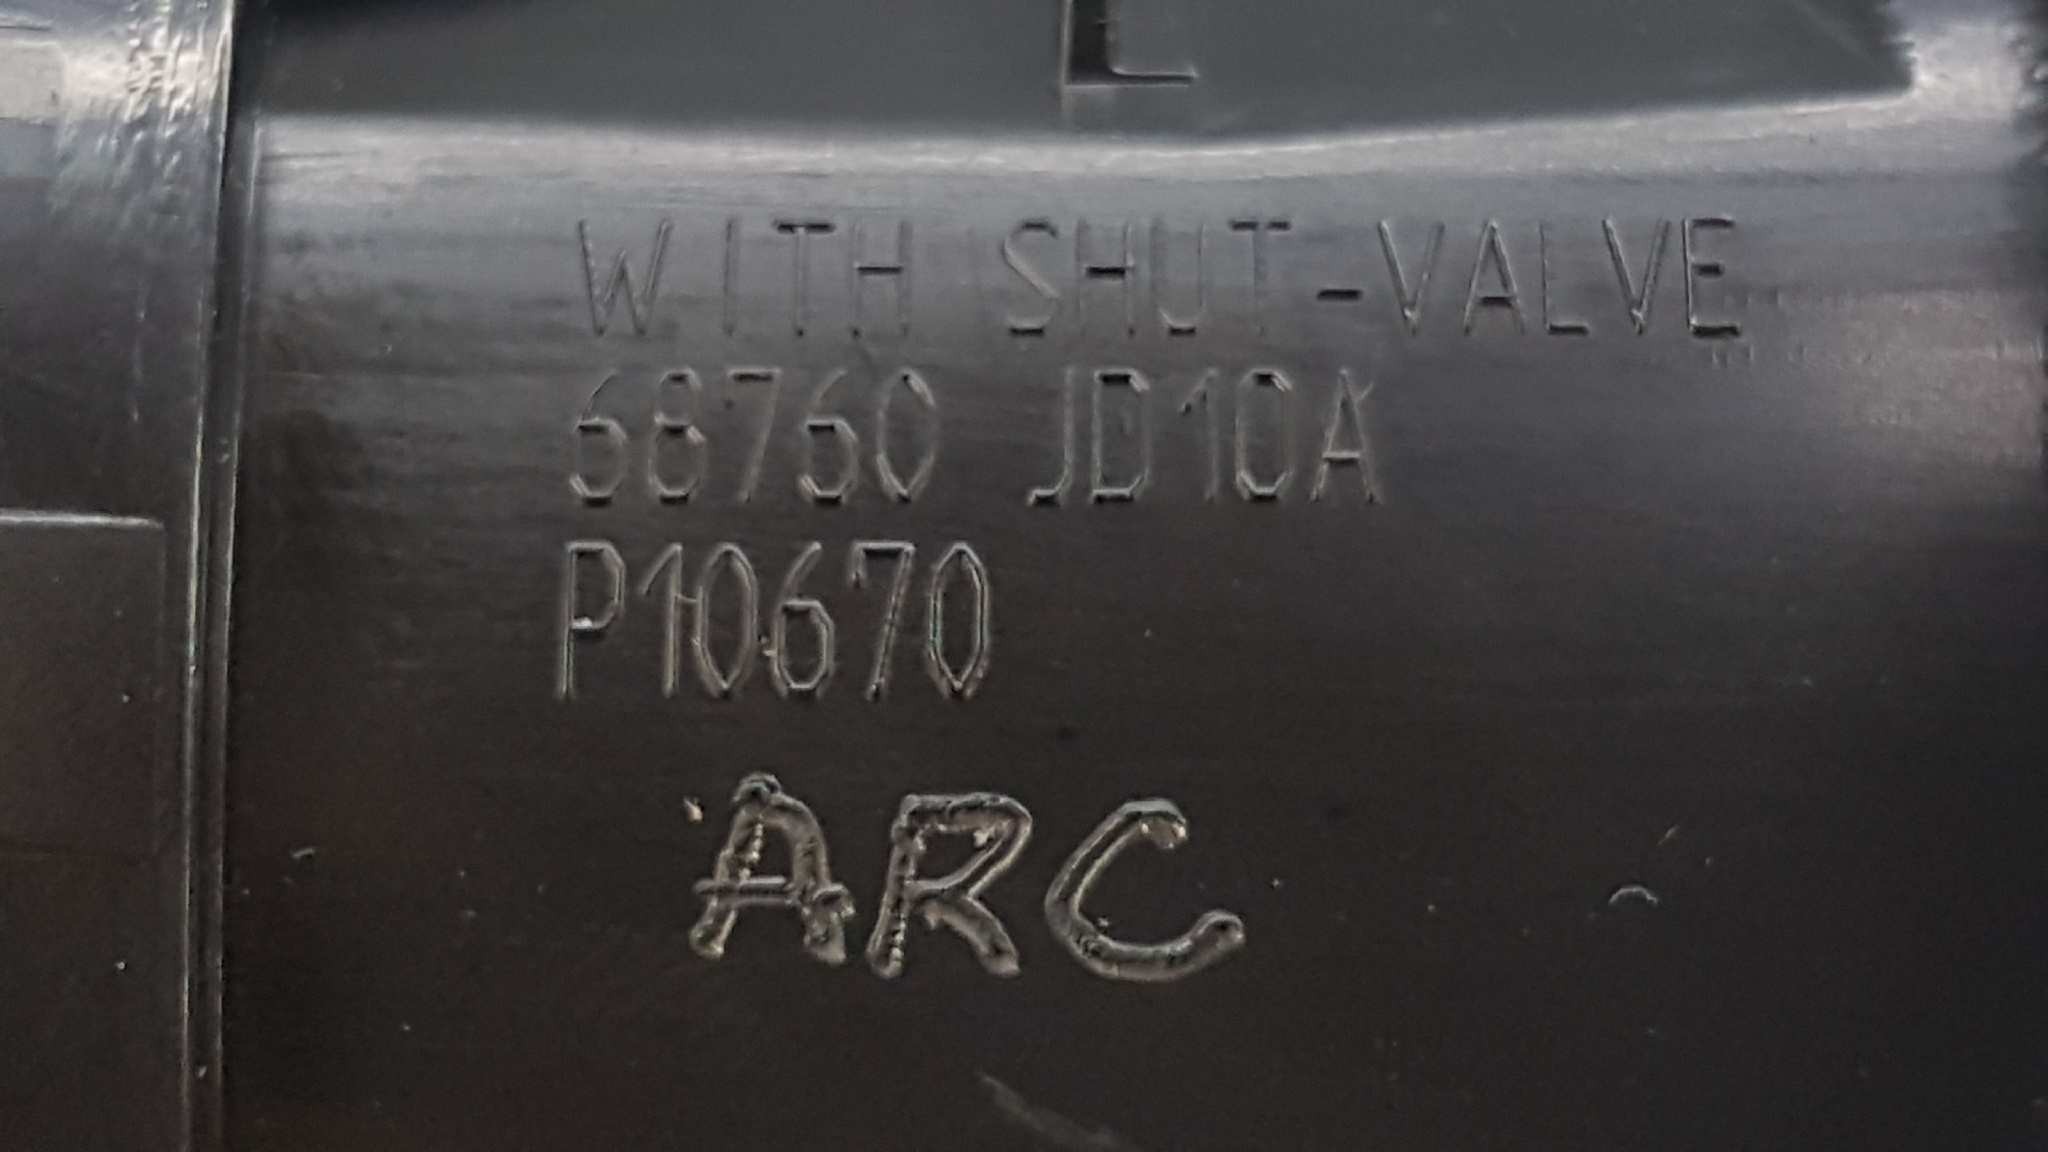 L
WITH SHUT-VALVE
68760 JD10A
P10670
ARC